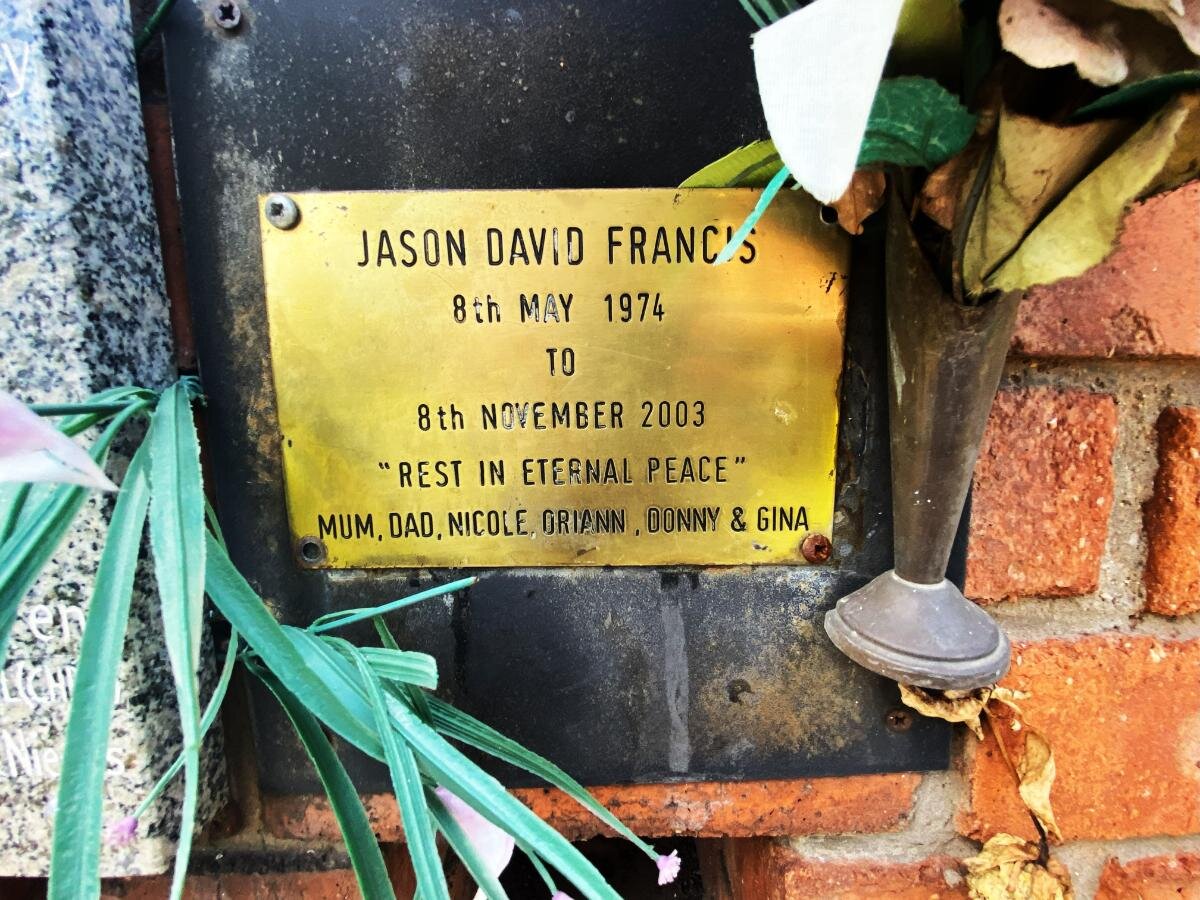 JASON DAVID FRANCIS
8th MAY 1974
TO
8th NOVEMBER 2003
"REST IN ETERNAL PEACE"
MUM, DAD, NICOLE, ORIANN, DONNY & GINA